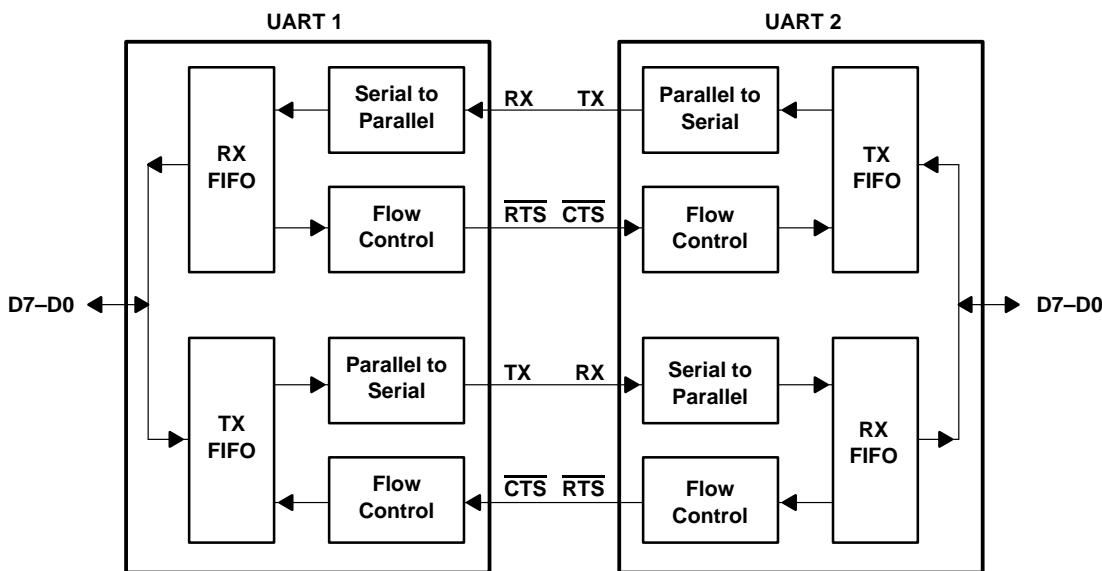 UART 1
UART 2
RX
FIFO
Serial to
Parallel
RX
TX
Parallel to
Serial
TX
FIFO
Flow
Control
RTS
CTS
Flow
Control
D7–D0
D7–D0
TX
FIFO
Parallel to
Serial
TX
RX
Serial to
Parallel
RX
FIFO
Flow
Control
CTS
RTS
Flow
Control